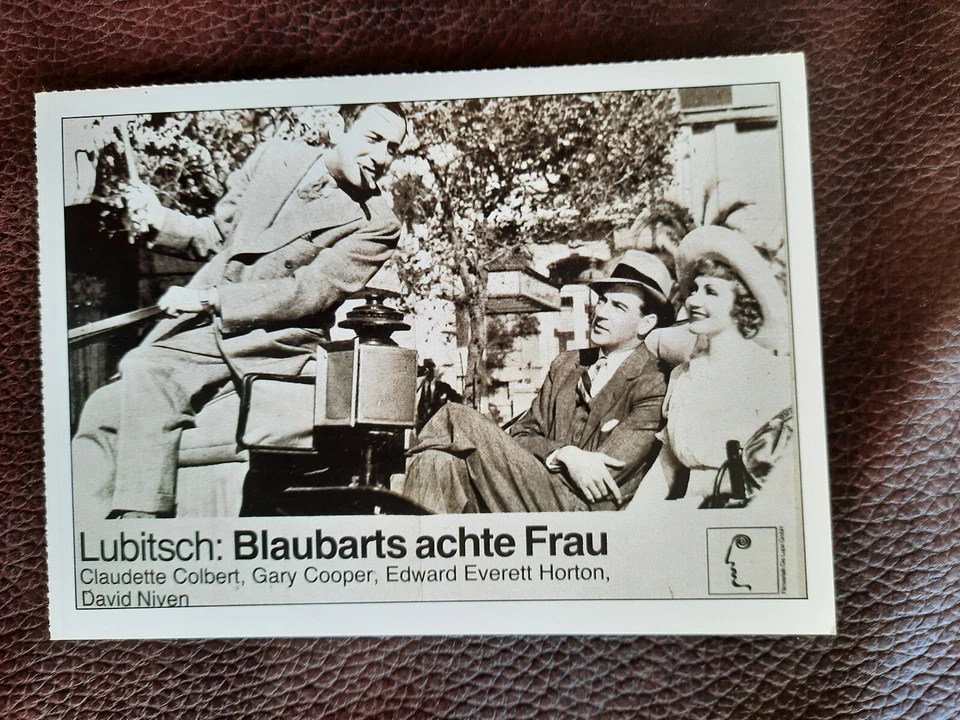 Lubitsch: Blaubarts achte Frau
Claudette Colbert, Gary Cooper, Edward Everett Horton,
David Niven